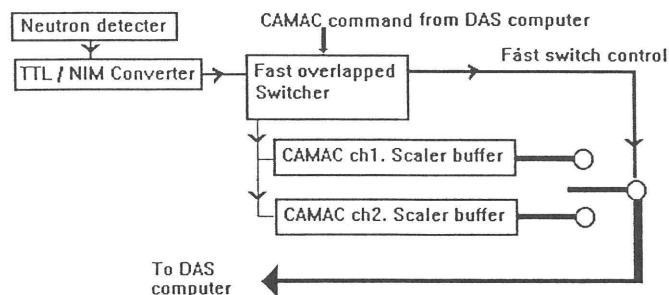 Neutron detecter
CAMAC command from DAS computer
TTL / NIM Converter
Fast overlapped
Switcher
Fast switch control
CAMAC ch1. Scaler buffer
CAMAC ch2. Scaler buffer
To DAS
computer